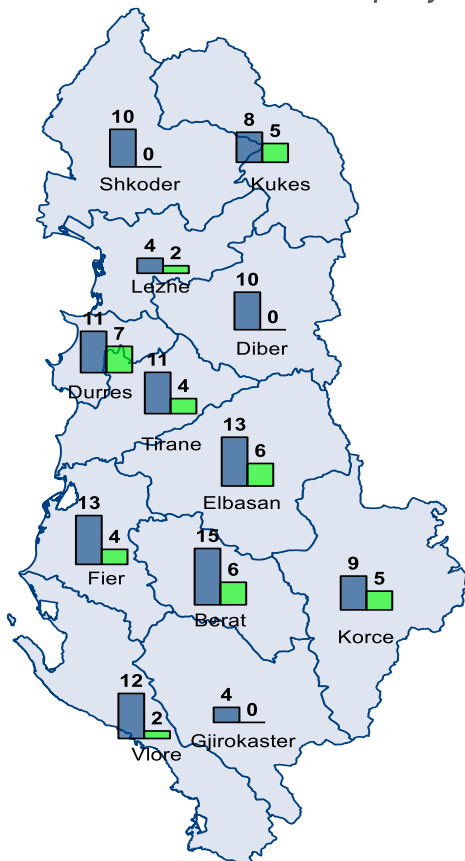 10
0
Shkoder
8
5
Kukes
4
2
Lezhe
10
0
Diber
11
7
Durres
11
4
Tirane
13
6
Elbasan
13
4
Fier
15
6
Berat
9
5
Korce
12
2
Vlore
4
0
Gjirokaster